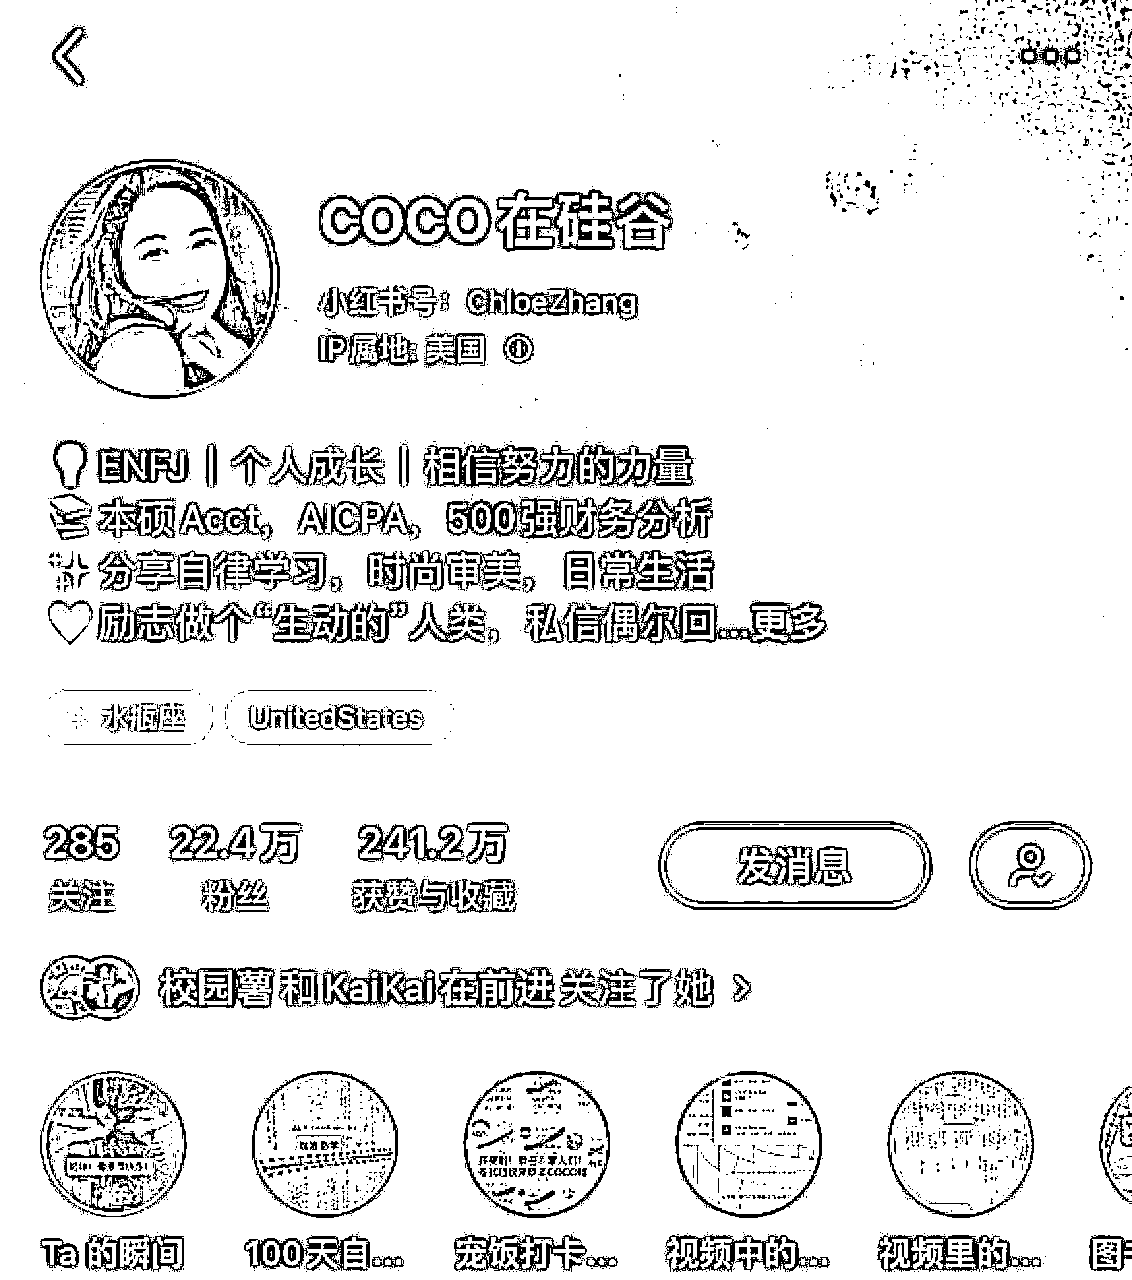 COCO在硅谷
小红书号：ChloeZhang
IP属地：美国
ENFJ｜个人成长｜相信努力的力量
本硕Acct，AICPA，500强财务分析
分享自律学习，时尚审美，日常生活
励志做个“生动的”人类，私信偶尔回...更多
水瓶座 UnitedStates
285 22.4万 241.2万 发消息
关注 粉丝 获赞与收藏
校园薯 和 KaiKai在前进 关注了她
Ta 的瞬间 100天自... 宠饭打卡... 视频中的... 视频里的...